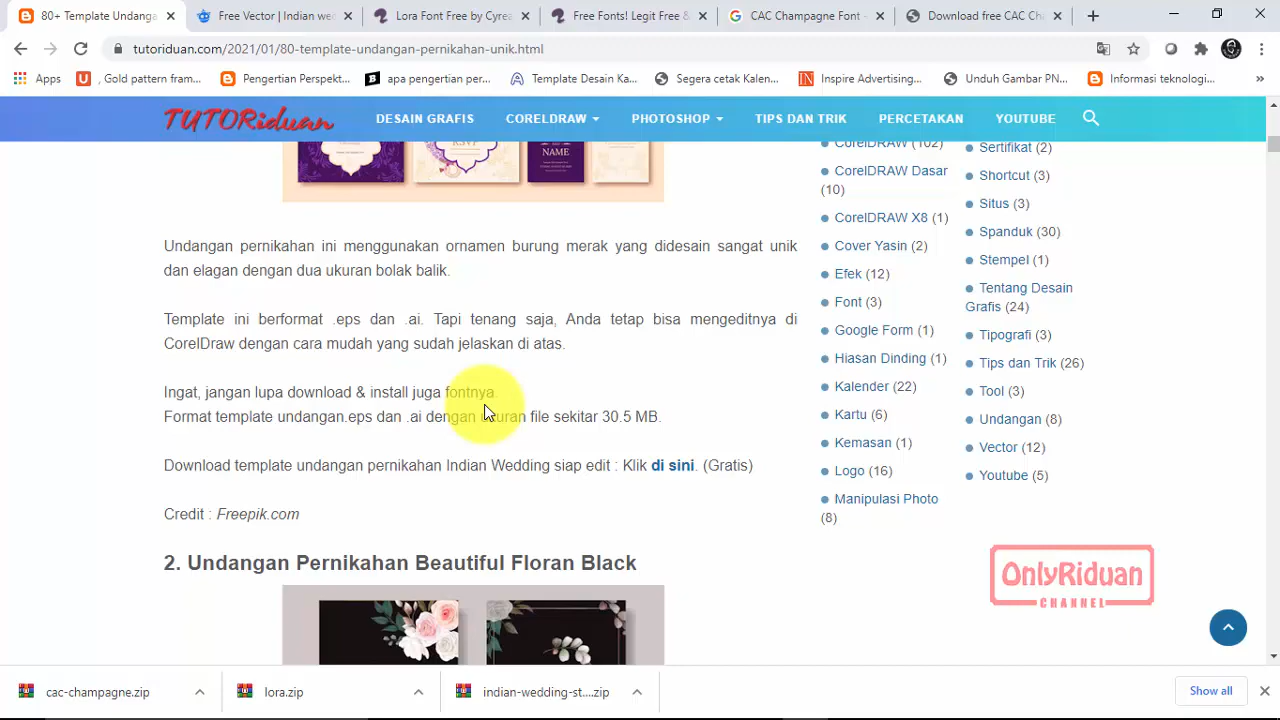 80+ Template Undanga
Free Vector | Indian we
Lora Font Free by Cyre
Free Fonts! Legit Free &
CAC Champagne Font -
Download free CAC Ch
tutoriduan.com/2021/01/80-template-undangan-pernikahan-unik.html
Apps
, Gold pattern fram...
Pengertian Perspekt...
apa pengertian per...
Template Desain Ka...
Segera cetak Kalen...
Inspire Advertising...
Unduh Gambar PN...
Informasi teknologi...
»
TUTORiduan
DESAIN GRAFIS
CORELDRAW
PHOTOSHOP
TIPS DAN TRIK
PERCETAKAN
YOUTUBE
RSVP
NAME
Undangan pernikahan ini menggunakan ornamen burung merak yang didesain sangat unik
dan elagan dengan dua ukuran bolak balik.
Template ini berformat .eps dan .ai. Tapi tenang saja, Anda tetap bisa mengeditnya di
CorelDraw dengan cara mudah yang sudah jelaskan di atas.
Ingat, jangan lupa download & install juga fontnya.
Format template undangan.eps dan .ai dengan ukuran file sekitar 30.5 MB.
Download template undangan pernikahan Indian Wedding siap edit : Klik di sini. (Gratis)
Credit : Freepik.com
2. Undangan Pernikahan Beautiful Floran Black
CorelDRAW (102)
CorelDRAW Dasar
(10)
CorelDRAW X8 (1)
Cover Yasin (2)
Efek (12)
Font (3)
Google Form (1)
Hiasan Dinding (1)
Kalender (22)
Kartu (6)
Kemasan (1)
Logo (16)
Manipulasi Photo
(8)
Sertifikat (2)
Shortcut (3)
Situs (3)
Spanduk (30)
Stempel (1)
Tentang Desain
Grafis (24)
Tipografi (3)
Tips dan Trik (26)
Tool (3)
Undangan (8)
Vector (12)
Youtube (5)
OnlyRiduan
CHANNEL
cac-champagne.zip
lora.zip
indian-wedding-st....zip
Show all